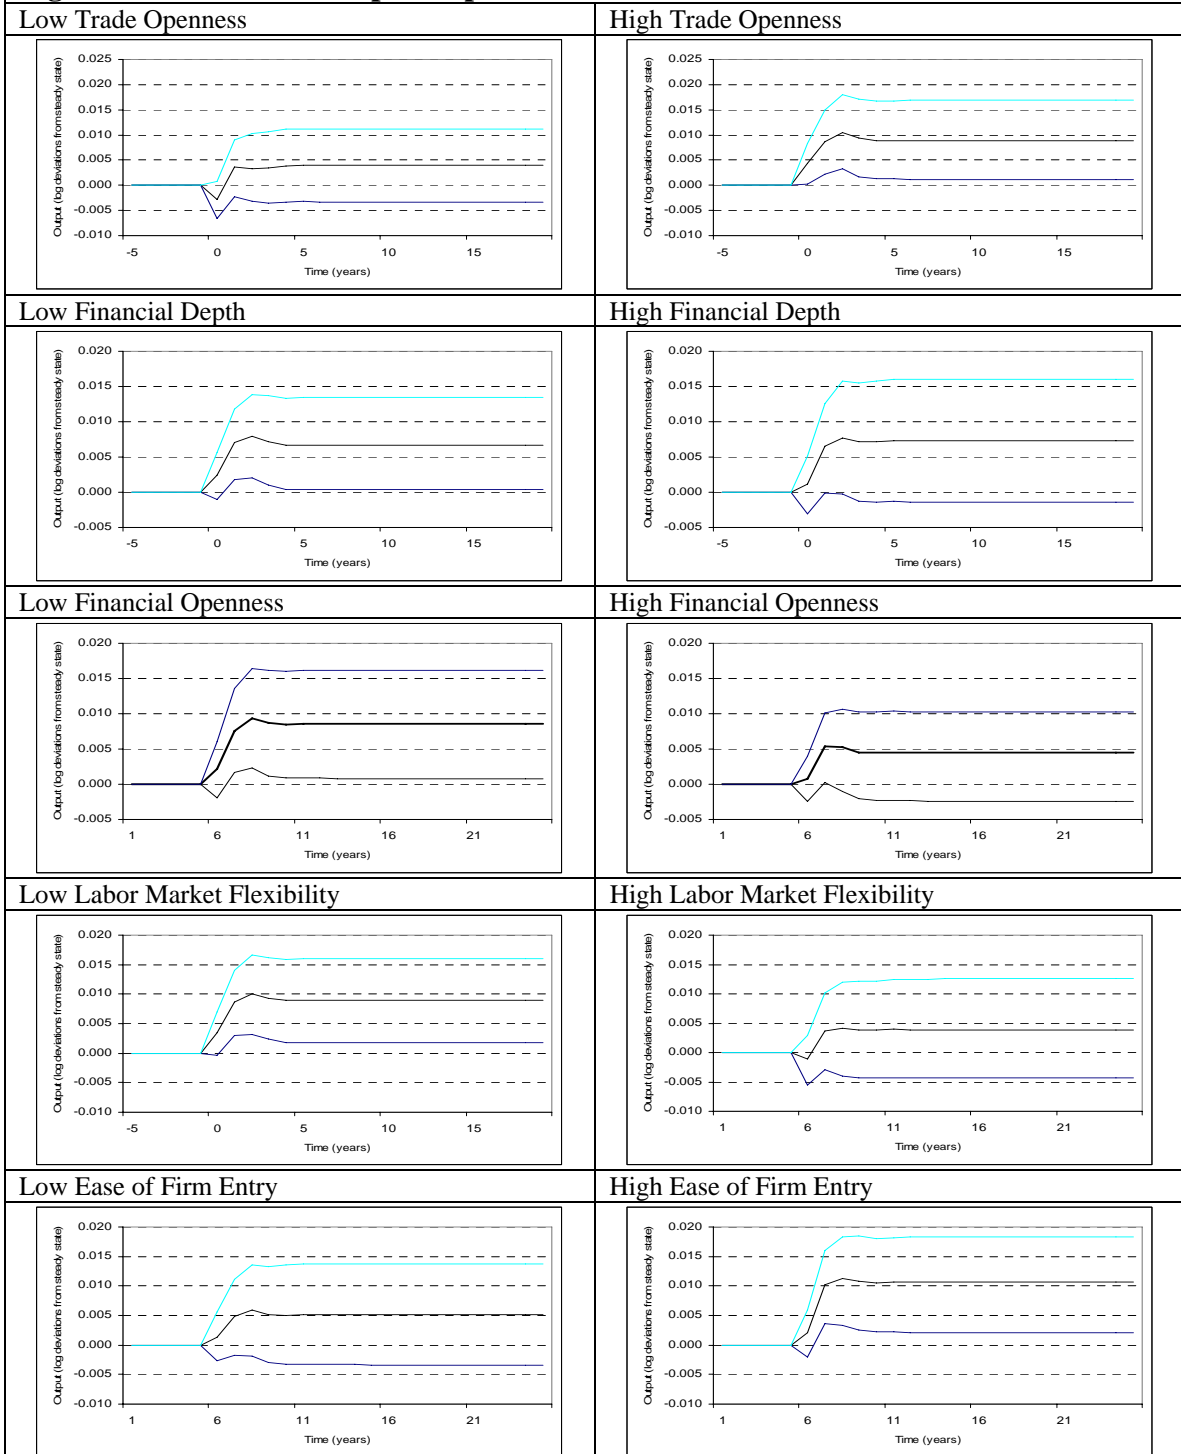 Low Trade Openness
High Trade Openness
Output (log deviations from steady state)
0.025
0.020
0.015
0.010
0.005
0.000
-0.005
-0.010
-5 0 5 10 15
Time (years)
Output (log deviations from steady state)
0.025
0.020
0.015
0.010
0.005
0.000
-0.005
-0.010
-5 0 5 10 15
Time (years)
Low Financial Depth
High Financial Depth
Output (log deviations from steady state)
0.020
0.015
0.010
0.005
0.000
-0.005
-5 0 5 10 15
Time (years)
Output (log deviations from steady state)
0.020
0.015
0.010
0.005
0.000
-0.005
-5 0 5 10 15
Time (years)
Low Financial Openness
High Financial Openness
Output (log deviations from steady state)
0.020
0.015
0.010
0.005
0.000
-0.005
1 6 11 16 21
Time (years)
Output (log deviations from steady state)
0.020
0.015
0.010
0.005
0.000
-0.005
1 6 11 16 21
Time (years)
Low Labor Market Flexibility
High Labor Market Flexibility
Output (log deviations from steady state)
0.020
0.015
0.010
0.005
0.000
-0.005
-0.010
-5 0 5 10 15
Time (years)
Output (log deviations from steady state)
0.020
0.015
0.010
0.005
0.000
-0.005
-0.010
1 6 11 16 21
Time (years)
Low Ease of Firm Entry
High Ease of Firm Entry
Output (log deviations from steady state)
0.020
0.015
0.010
0.005
0.000
-0.005
-0.010
1 6 11 16 21
Time (years)
Output (log deviations from steady state)
0.020
0.015
0.010
0.005
0.000
-0.005
-0.010
1 6 11 16 21
Time (years)